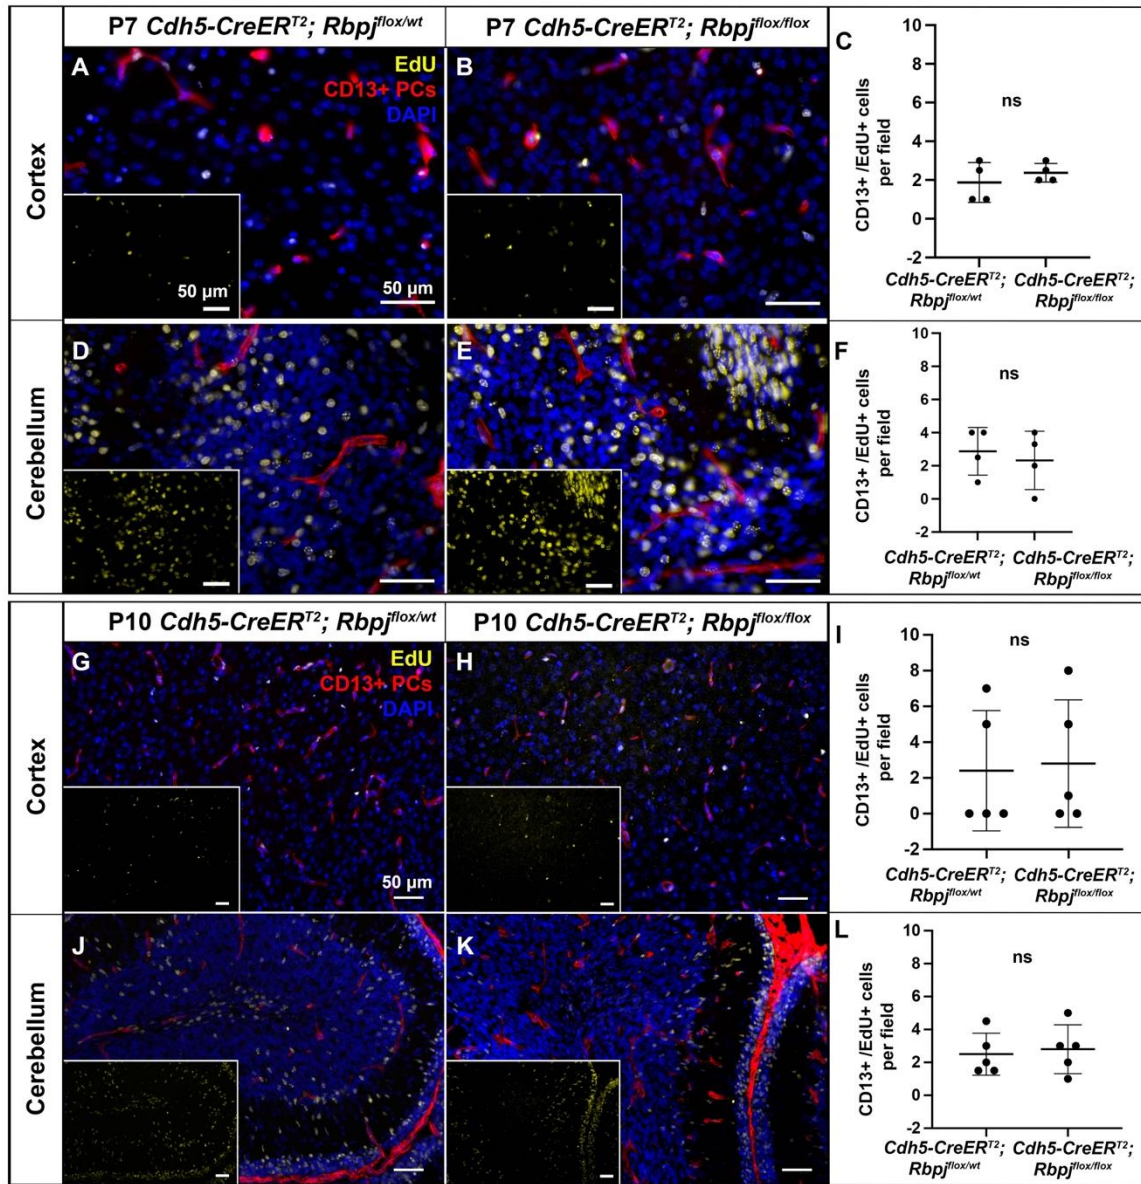 P7 Cdh5-CreERT2; Rbpjflox/wt
P7 Cdh5-CreERT2; Rbpjflox/flox
Cortex
A
EdU
CD13+ PCs
DAPI
50 µm
50 µm
B
C
CD13+ /EdU+ cells
per field
10
8
6
4
2
0
-2
ns
Cdh5-CreERT2;
Rbpjflox/wt
Cdh5-CreERT2;
Rbpjflox/flox
Cerebellum
D
E
F
CD13+ /EdU+ cells
per field
10
8
6
4
2
0
-2
ns
Cdh5-CreERT2;
Rbpjflox/wt
Cdh5-CreERT2;
Rbpjflox/flox
P10 Cdh5-CreERT2; Rbpjflox/wt
P10 Cdh5-CreERT2; Rbpjflox/flox
Cortex
G
EdU
CD13+ PCs
DAPI
50 µm
H
I
CD13+ /EdU+ cells
per field
10
8
6
4
2
0
-2
ns
Cdh5-CreERT2;
Rbpjflox/wt
Cdh5-CreERT2;
Rbpjflox/flox
Cerebellum
J
K
L
CD13+ /EdU+ cells
per field
10
8
6
4
2
0
-2
ns
Cdh5-CreERT2;
Rbpjflox/wt
Cdh5-CreERT2;
Rbpjflox/flox